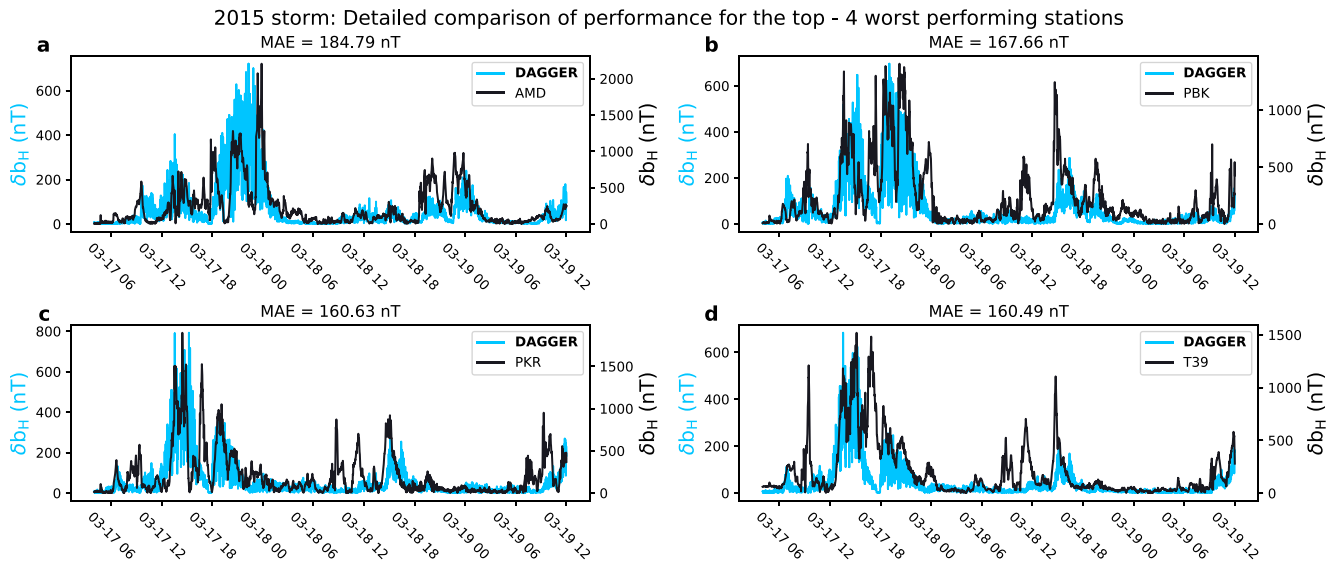 2015 storm: Detailed comparison of performance for the top - 4 worst performing stations
a
MAE = 184.79 nT
DAGGER
AMD
δb_H (nT)
600
400
200
0
2000
1500
1000
500
0
δb_H (nT)
03-17 06
03-17 12
03-17 18
03-18 00
03-18 06
03-18 12
03-18 18
03-19 00
03-19 06
03-19 12
b
MAE = 167.66 nT
DAGGER
PBK
δb_H (nT)
600
400
200
0
1000
500
0
δb_H (nT)
03-17 06
03-17 12
03-17 18
03-18 00
03-18 06
03-18 12
03-18 18
03-19 00
03-19 06
03-19 12
c
MAE = 160.63 nT
DAGGER
PKR
δb_H (nT)
800
600
400
200
0
1500
1000
500
0
δb_H (nT)
03-17 06
03-17 12
03-17 18
03-18 00
03-18 06
03-18 12
03-18 18
03-19 00
03-19 06
03-19 12
d
MAE = 160.49 nT
DAGGER
T39
δb_H (nT)
600
400
200
0
1500
1000
500
0
δb_H (nT)
03-17 06
03-17 12
03-17 18
03-18 00
03-18 06
03-18 12
03-18 18
03-19 00
03-19 06
03-19 12